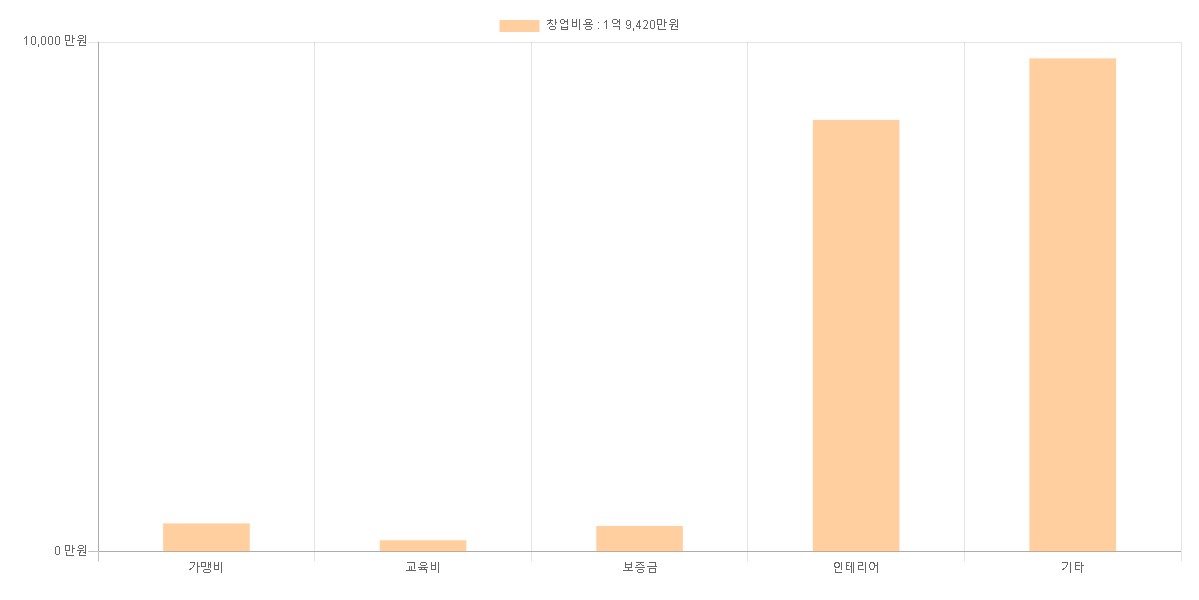 창업비용 : 1억 9,420만원
10,000 만원
0 만원
가맹비
교육비
보증금
인테리어
기타